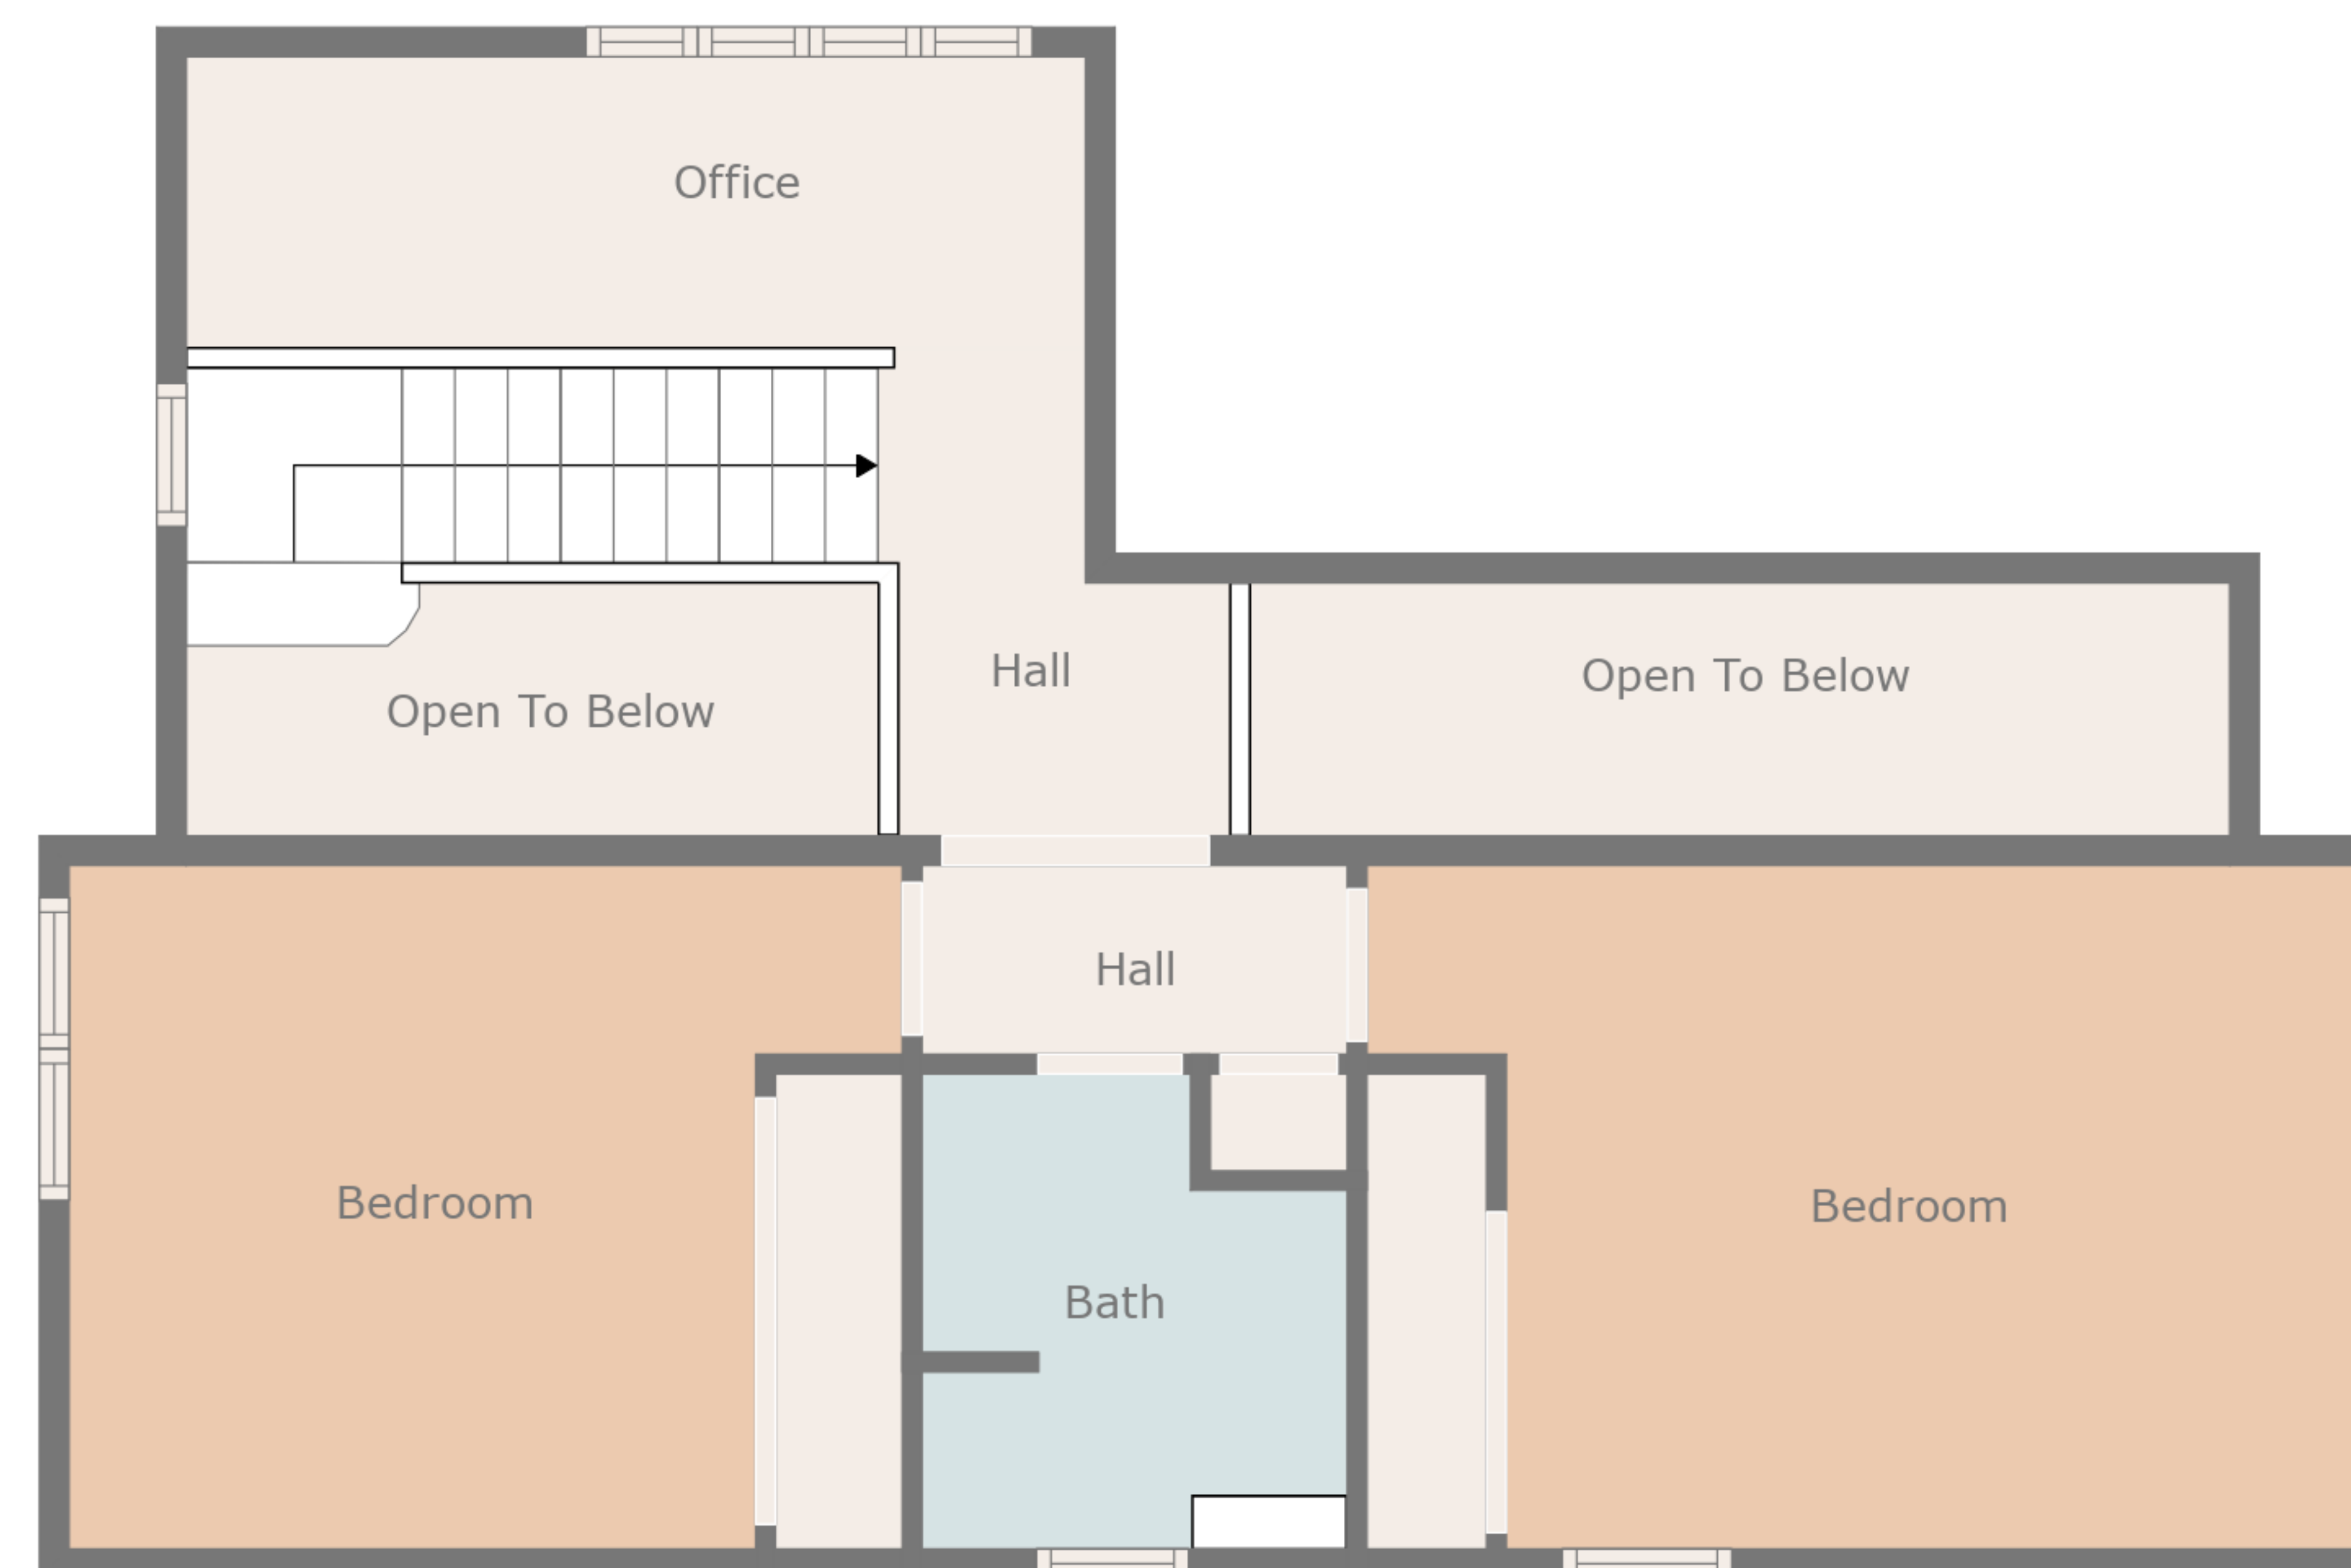 Office
Hall
Open To Below
Open To Below
Hall
Bedroom
Bedroom
Bath